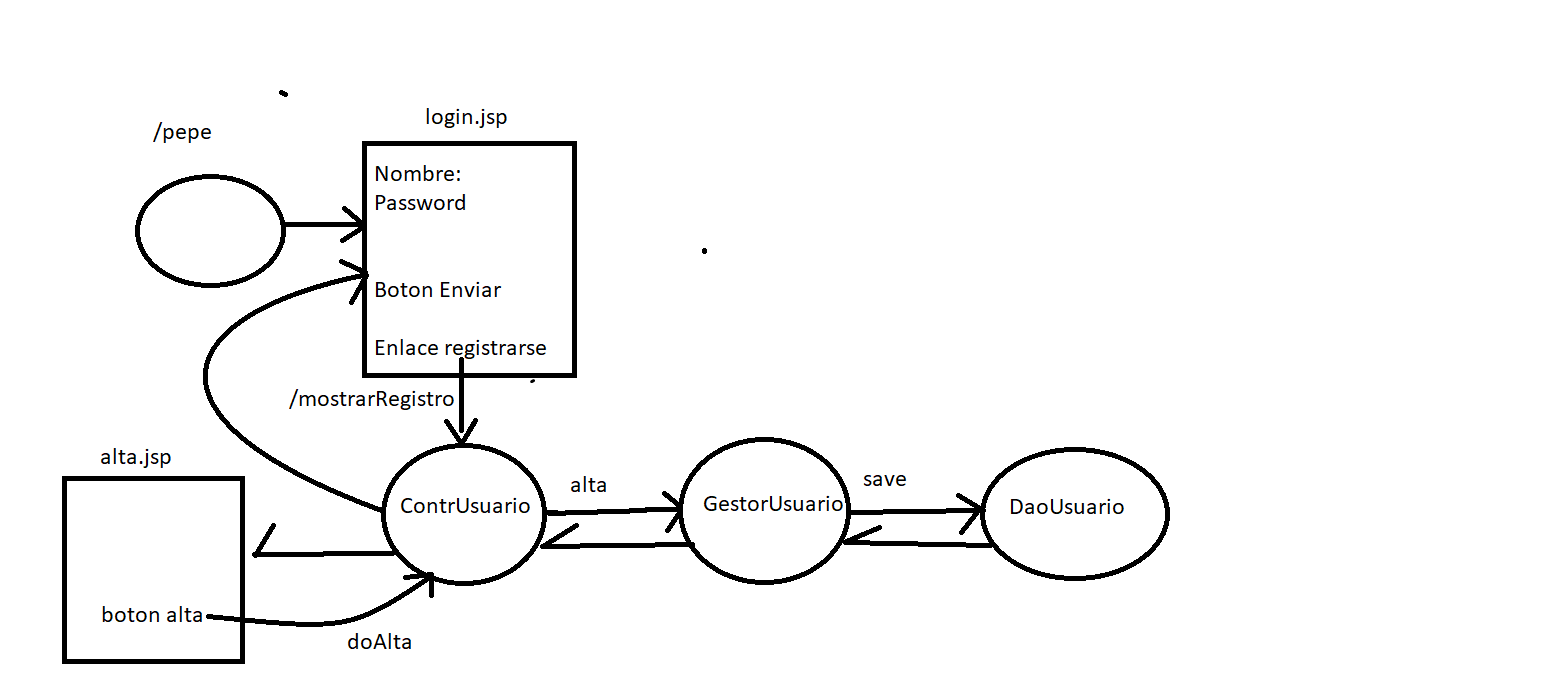 /pepe
login.jsp
Nombre:
Password
Boton Enviar
Enlace registrarse
/mostrarRegistro
alta.jsp
boton alta
doAlta
ContrUsuario
alta
GestorUsuario
save
DaoUsuario